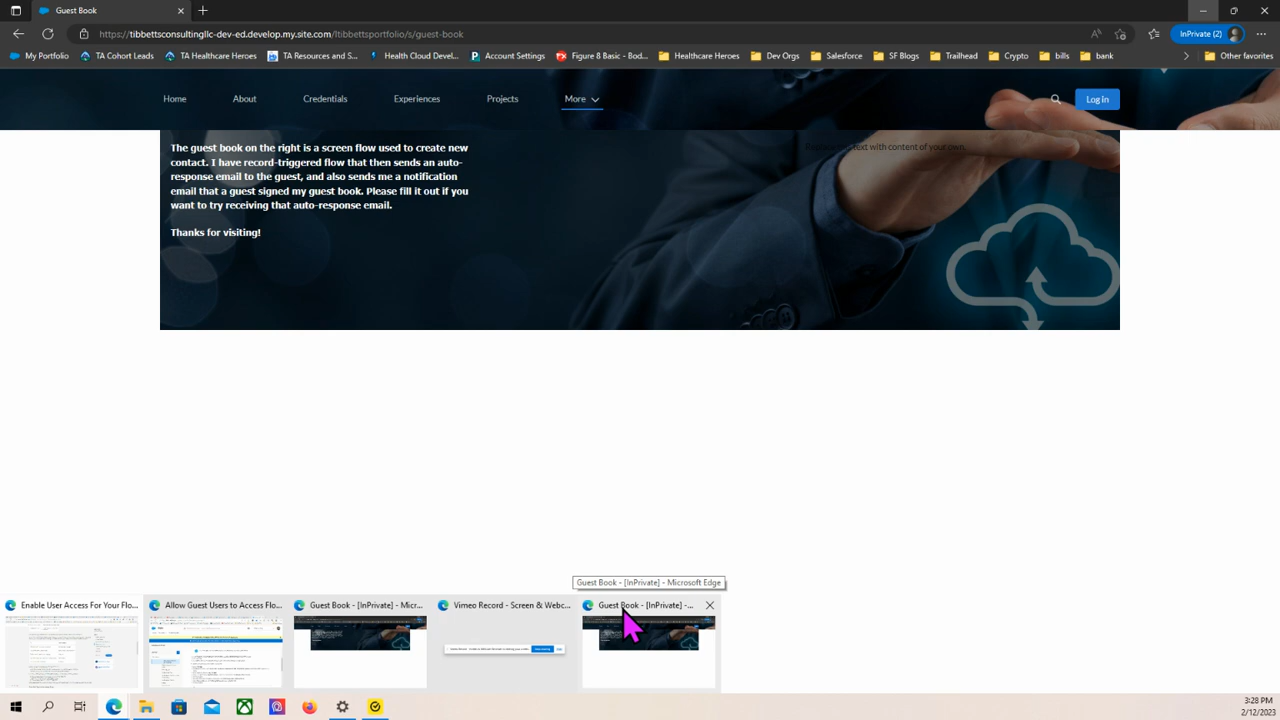 Guest Book
https://tibbettsconsultingllc-dev-ed.develop.my.site.com/ltibbettsportfolio/s/guest-book
InPrivate (2)
My Portfolio
TA Cohort Leads
TA Healthcare Heroes
TA Resources and S...
Health Cloud Devel...
Account Settings
Figure 8 Basic - Bod...
Healthcare Heroes
Dev Orgs
Salesforce
SF Blogs
Trailhead
Crypto
bills
bank
Other favorites
Home
About
Credentials
Experiences
Projects
More
Log in
The guest book on the right is a screen flow used to create new
contact. I have record-triggered flow that then sends an auto-
response email to the guest, and also sends me a notification
email that a guest signed my guest book. Please fill it out if you
want to try receiving that auto-response email.
Thanks for visiting!
text with content of your own.
Guest Book - [InPrivate] - Microsoft Edge
Enable User Access For Your Flo...
Allow Guest Users to Access Flo...
Guest Book - [InPrivate] - Micr...
Vimeo Record - Screen & Webc...
Guest Book - [InPrivate] -...
3:28 PM
2/12/2023